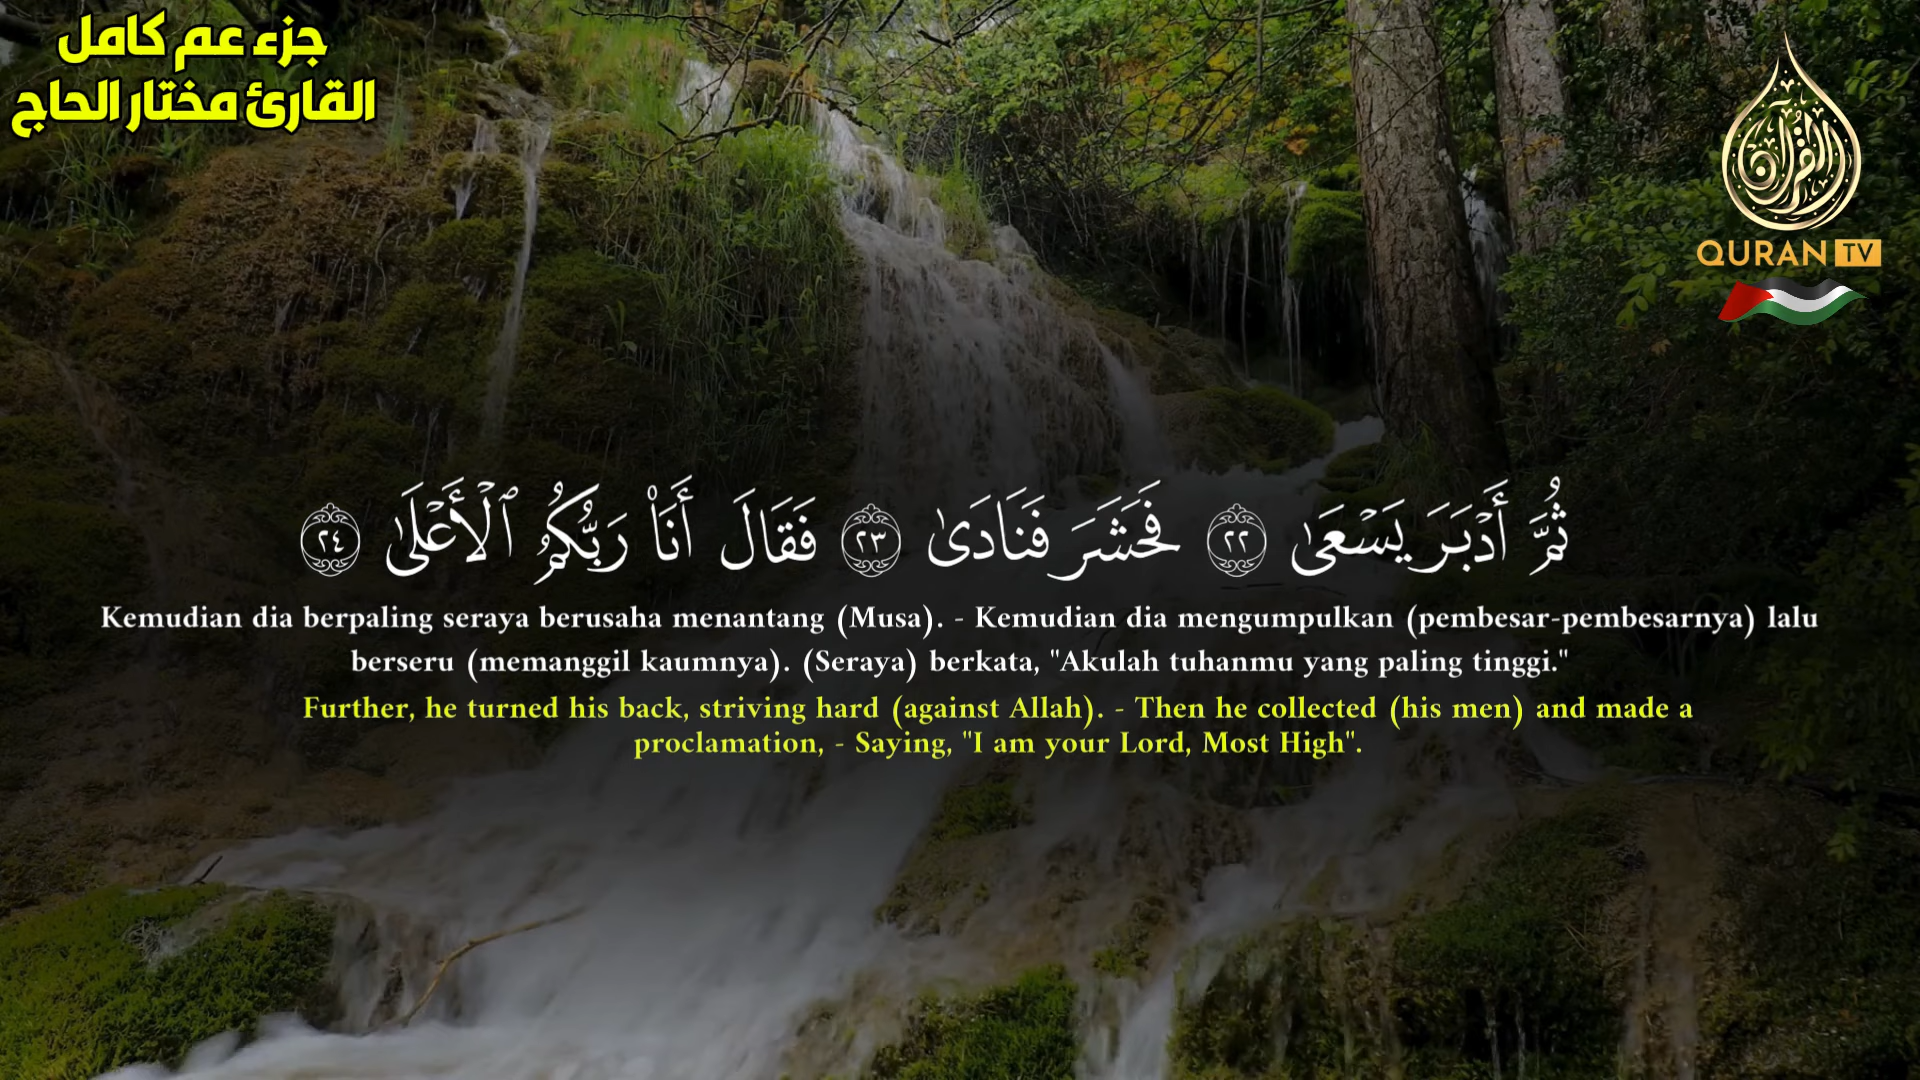 جزء عم كامل
القارئ مختار الحاج
القرآن
QURAN TV
ثُمَّ أَدْبَرَ يَسْعَىٰ ٢٢ فَحَشَرَ فَنَادَىٰ ٢٣ فَقَالَ أَنَا۠ رَبُّكُمُ ٱلْأَعْلَىٰ ٢٤
Kemudian dia berpaling seraya berusaha menantang (Musa). - Kemudian dia mengumpulkan (pembesar-pembesarnya) lalu
berseru (memanggil kaumnya). (Seraya) berkata, "Akulah tuhanmu yang paling tinggi."
Further, he turned his back, striving hard (against Allah). - Then he collected (his men) and made a
proclamation, - Saying, "I am your Lord, Most High".